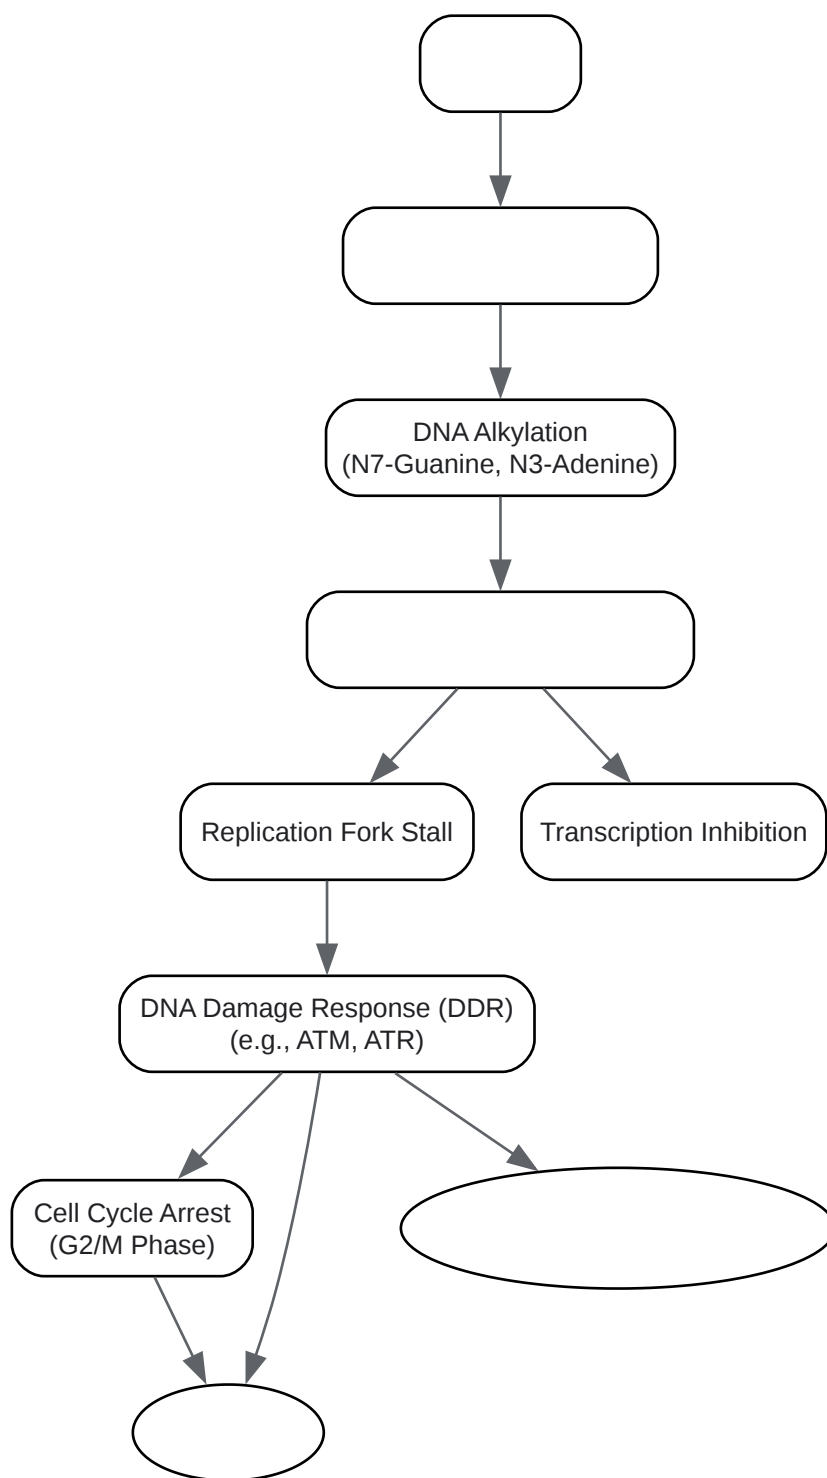 DNA Alkylation
(N7-Guanine, N3-Adenine)
Replication Fork Stall
Transcription Inhibition
DNA Damage Response (DDR)
(e.g., ATM, ATR)
Cell Cycle Arrest
(G2/M Phase)